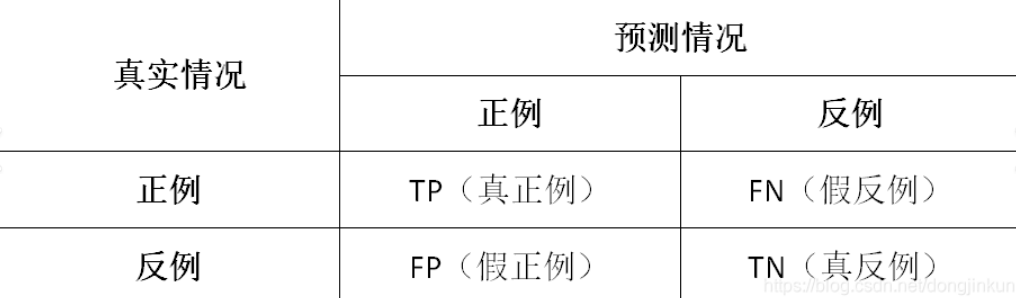 真实情况
预测情况
正例
反例
正例
TP（真正例）
FN（假反例）
反例
FP（假正例）
TN（真反例）
https://blog.csdn.net/dongjinkun